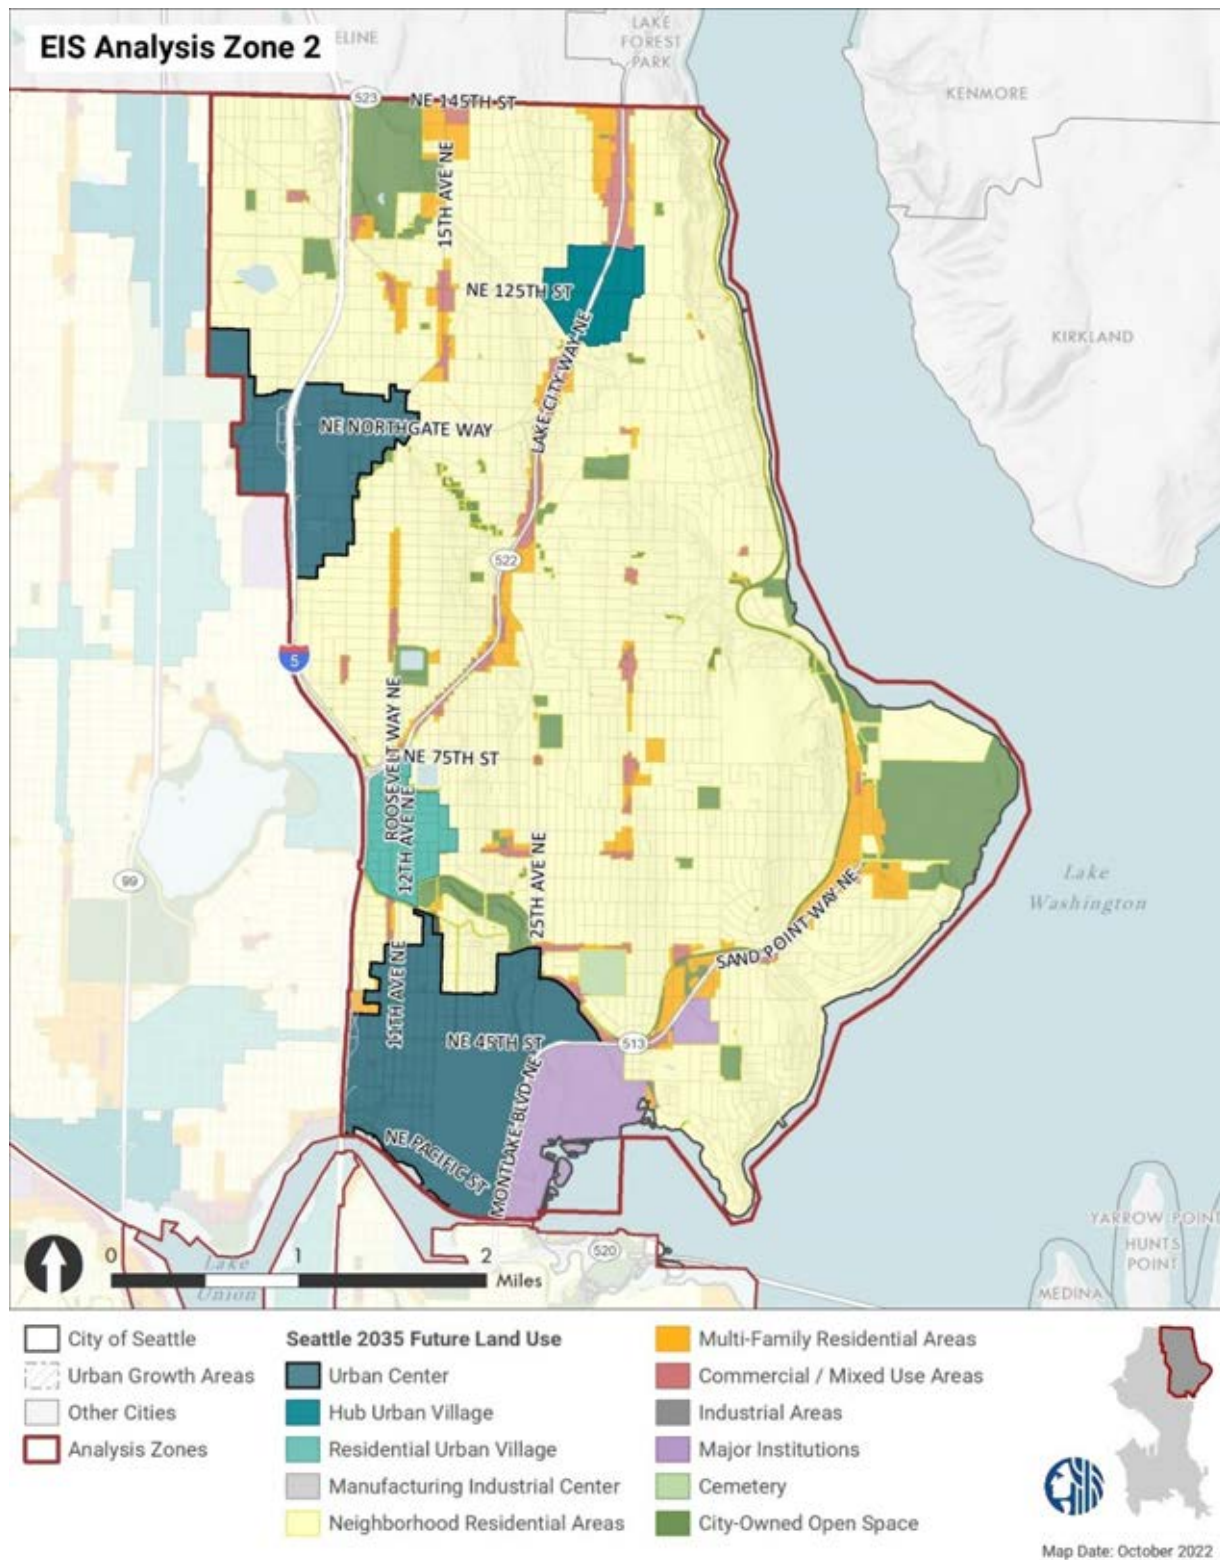 EIS Analysis Zone 2
ELINE
LAKE
FOREST
PARK
KENMORE
523
NE 145TH ST
15TH AVE NE
NE 125TH ST
KIRKLAND
LAKE CITY WAY NE
NE NORTHGATE WAY
522
5
ROOSEVELT WAY NE
NE 75TH ST
12TH AVE NE
25TH AVE NE
99
Lake
Washington
SAND POINT WAY NE
11TH AVE NE
NE 45TH ST
513
MONTLAKE BLVD NE
NE PACIFIC ST
YARROW POINT
HUNTS
POINT
MEDINA
520
Lake
Union
0 1 2
Miles
City of Seattle
Urban Growth Areas
Other Cities
Analysis Zones
Seattle 2035 Future Land Use
Urban Center
Hub Urban Village
Residential Urban Village
Manufacturing Industrial Center
Neighborhood Residential Areas
Multi-Family Residential Areas
Commercial / Mixed Use Areas
Industrial Areas
Major Institutions
Cemetery
City-Owned Open Space
Map Date: October 2022